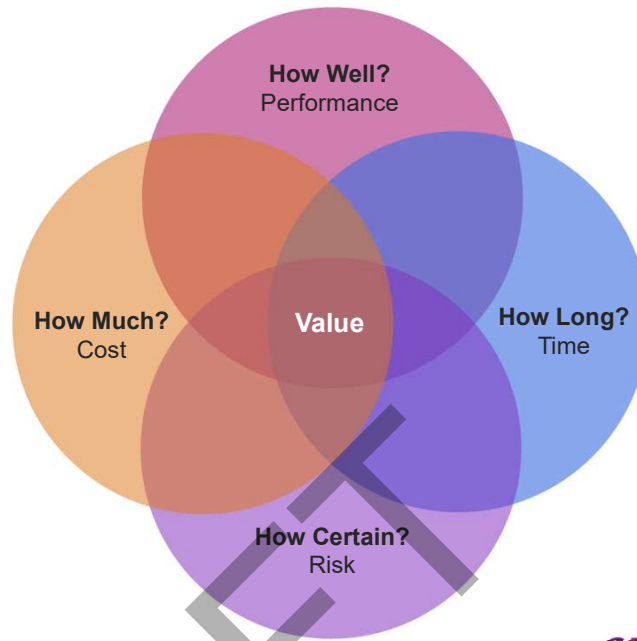 How Well?
Performance
How Much?
Cost
Value
How Long?
Time
How Certain?
Risk